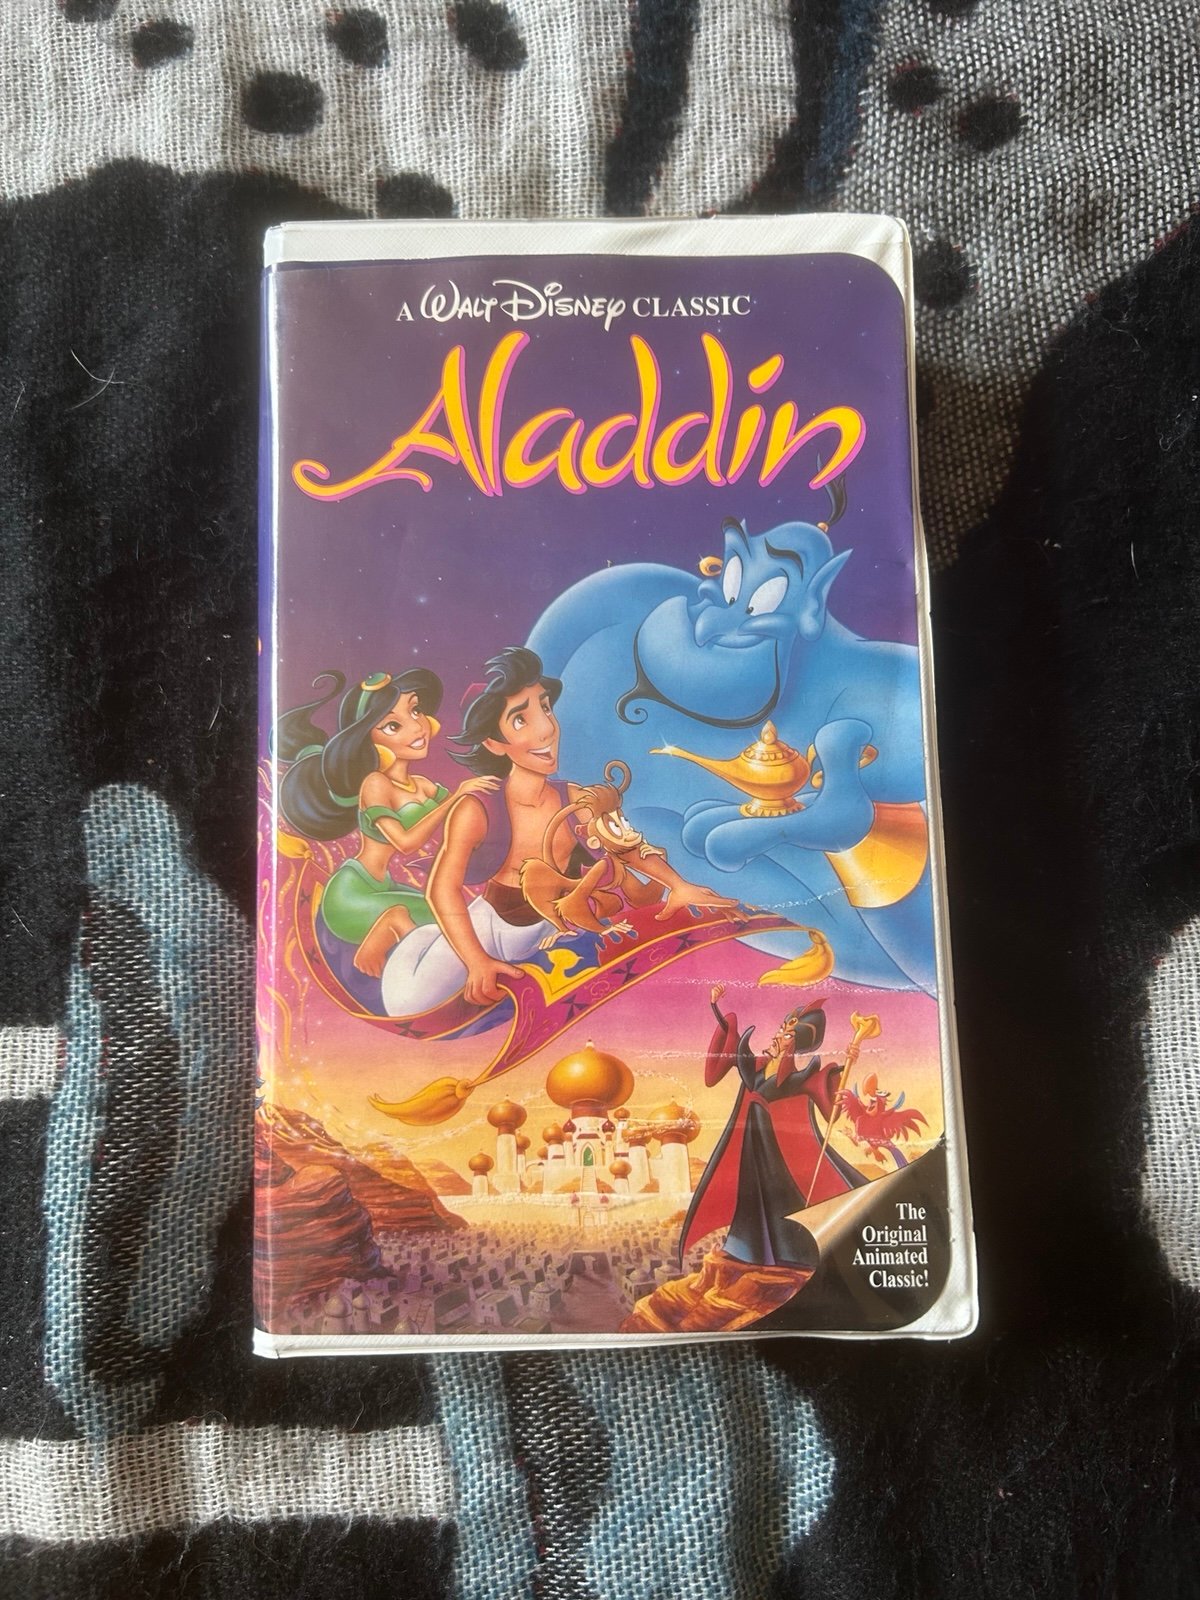 A WALT DISNEY CLASSIC
Aladdin
The
Original
Animated
Classic!